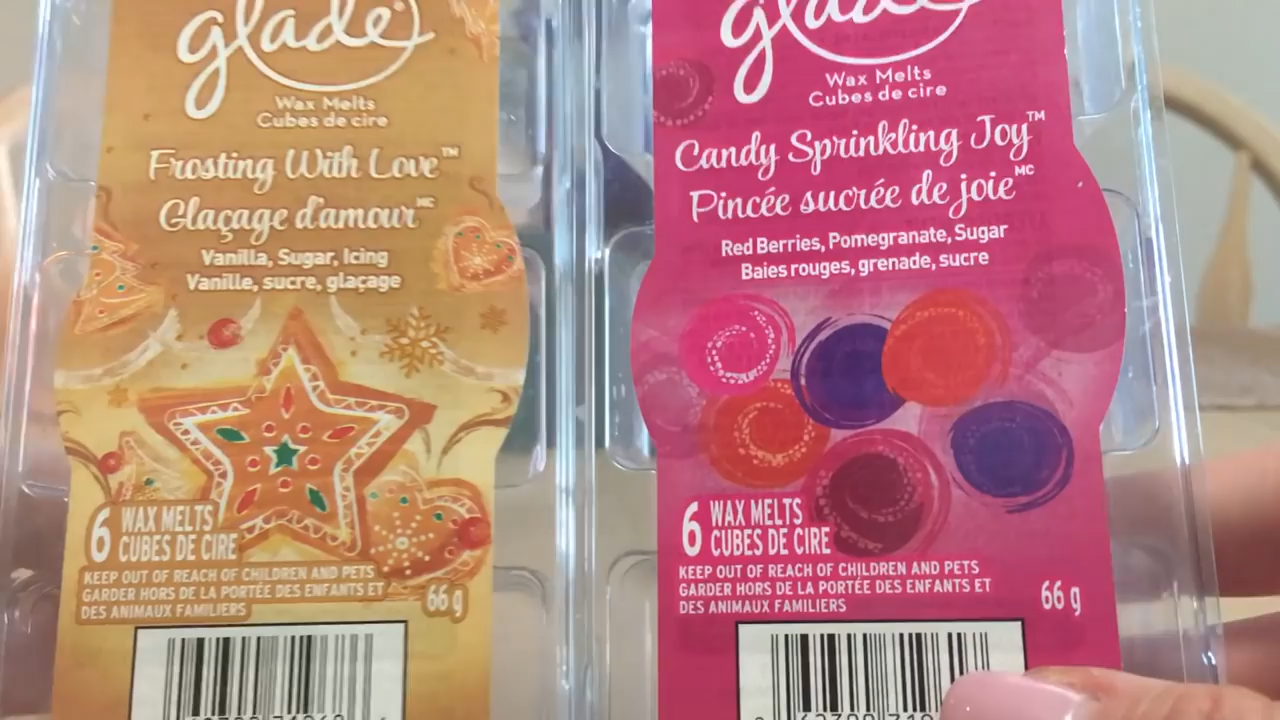 glade
Wax Melts
Cubes de cire
Frosting With Love™
Glaçage d'amour MC
Vanilla, Sugar, Icing
Vanille, sucre, glaçage
6 WAX MELTS
CUBES DE CIRE
KEEP OUT OF REACH OF CHILDREN AND PETS
GARDER HORS DE LA PORTÉE DES ENFANTS ET
DES ANIMAUX FAMILIERS
66 g
glade
Wax Melts
Cubes de cire
Candy Sprinkling Joy™
Pincée sucrée de joie MC
Red Berries, Pomegranate, Sugar
Baies rouges, grenade, sucre
6 WAX MELTS
CUBES DE CIRE
KEEP OUT OF REACH OF CHILDREN AND PETS
GARDER HORS DE LA PORTÉE DES ENFANTS ET
DES ANIMAUX FAMILIERS
66 g